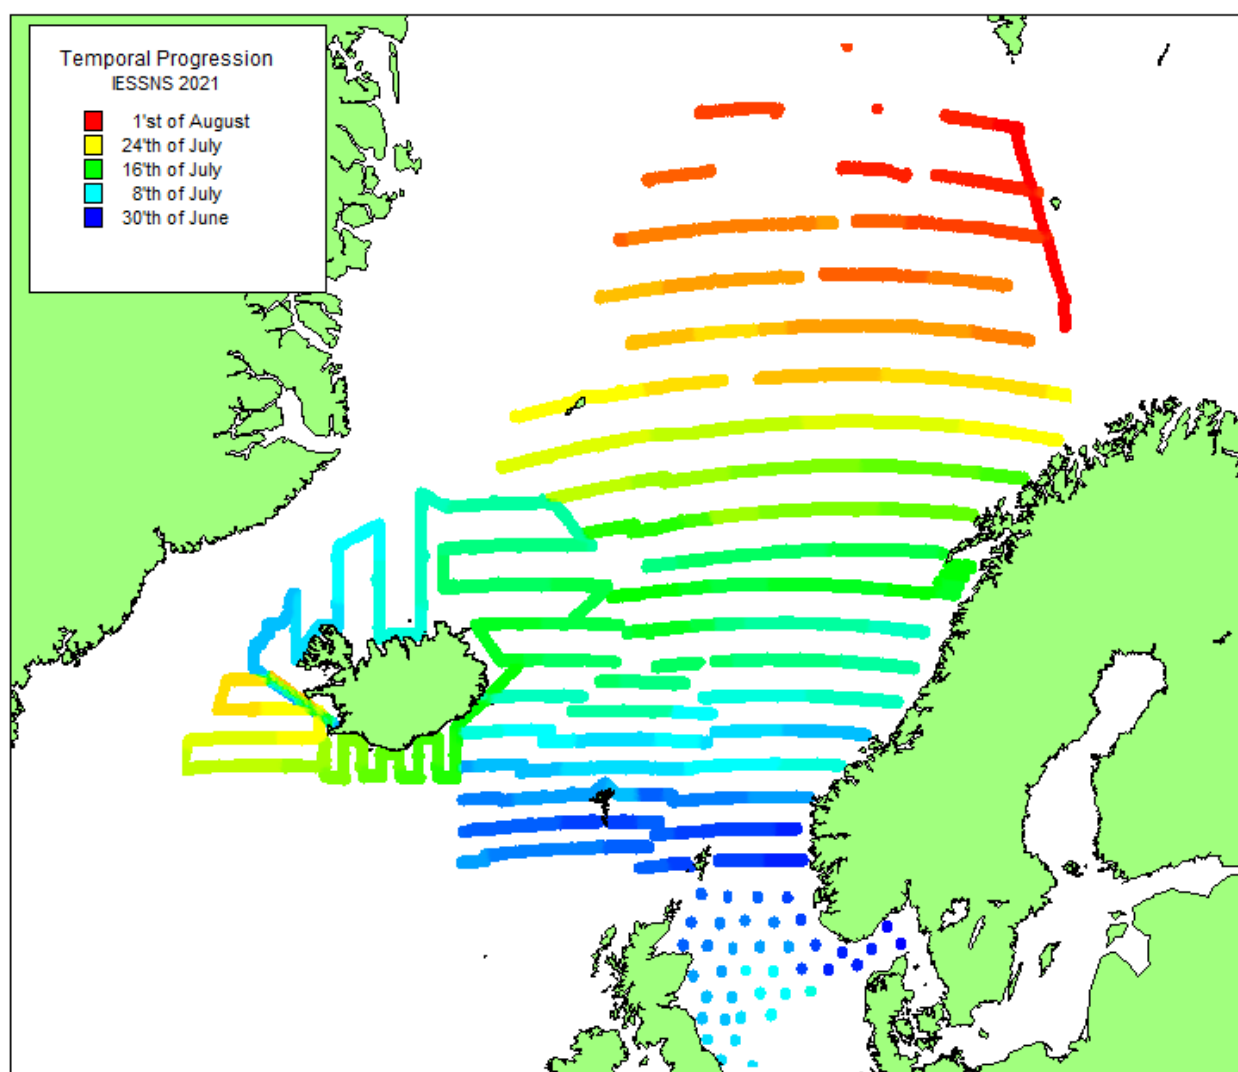 Temporal Progression
IESSNS 2021
1'st of August
24'th of July
16'th of July
8'th of July
30'th of June